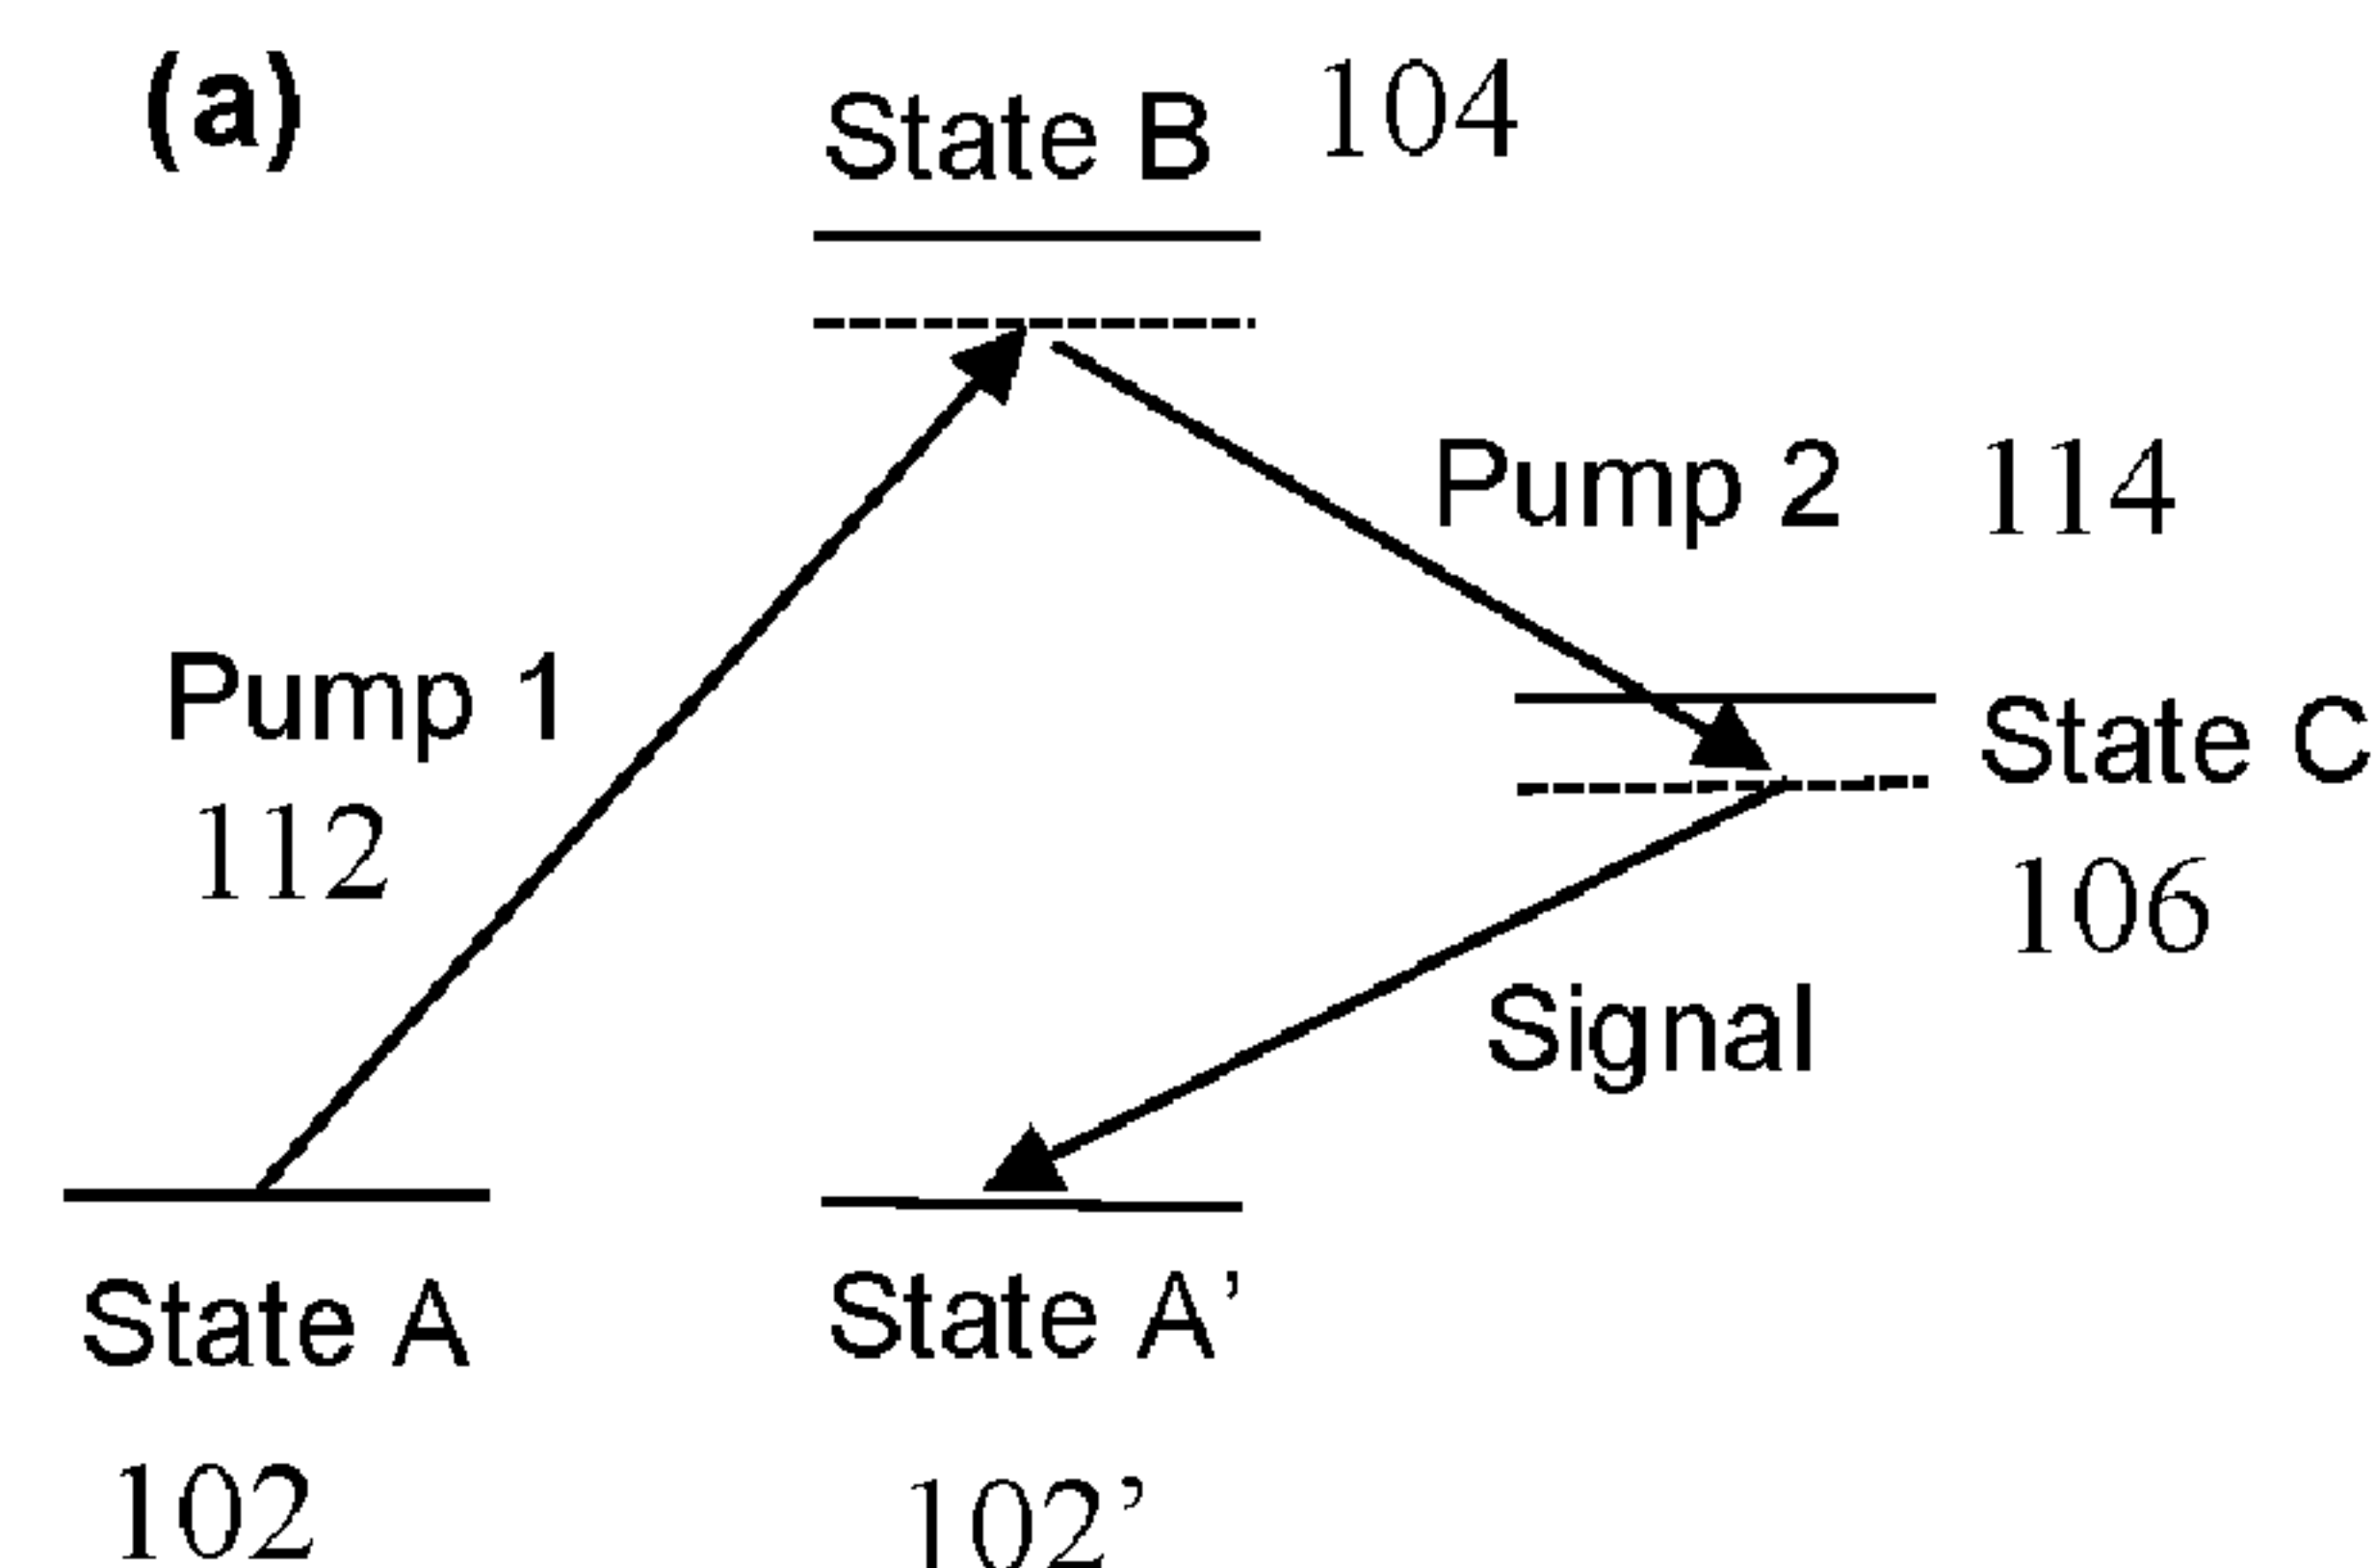 (a)
State B 104
Pump 2 114
Pump 1
112
State C
106
Signal
State A
102
State A'
102’